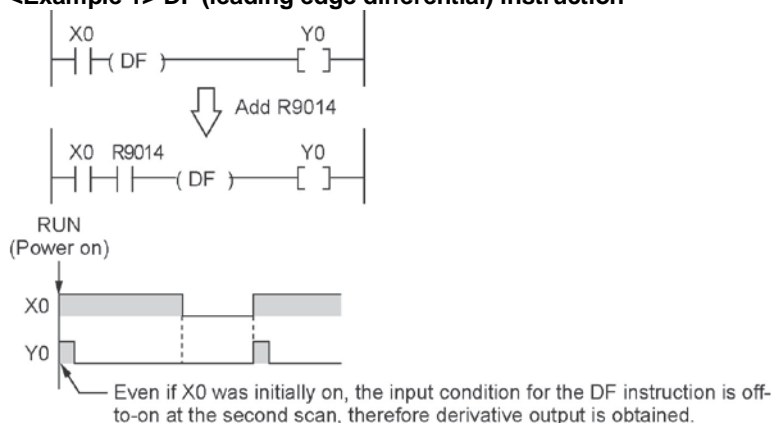 <Example 1> DF (leading edge differential) instruction
X0 Y0
( DF )
Add R9014
X0 R9014 Y0
( DF )
RUN
(Power on)
X0
Y0
Even if X0 was initially on, the input condition for the DF instruction is off-
to-on at the second scan, therefore derivative output is obtained.